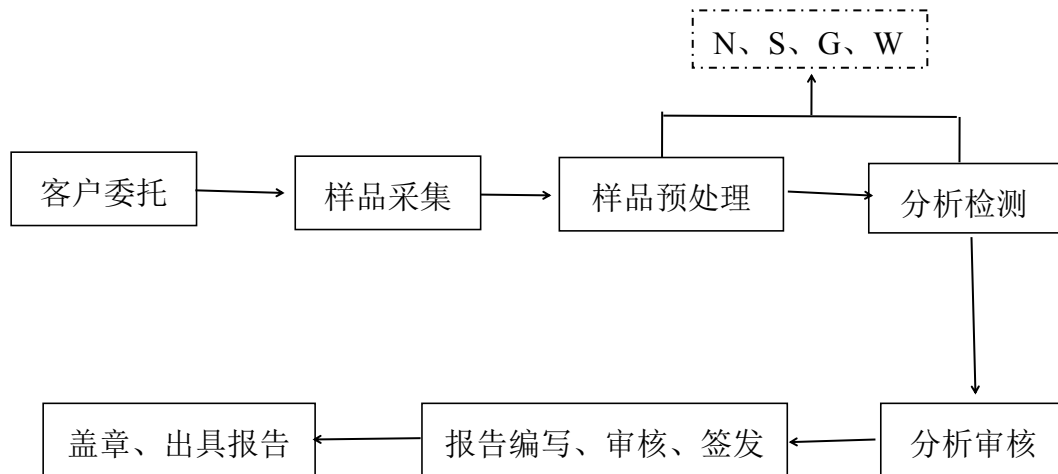 N、S、G、W
客户委托
样品采集
样品预处理
分析检测
盖章、出具报告
报告编写、审核、签发
分析审核